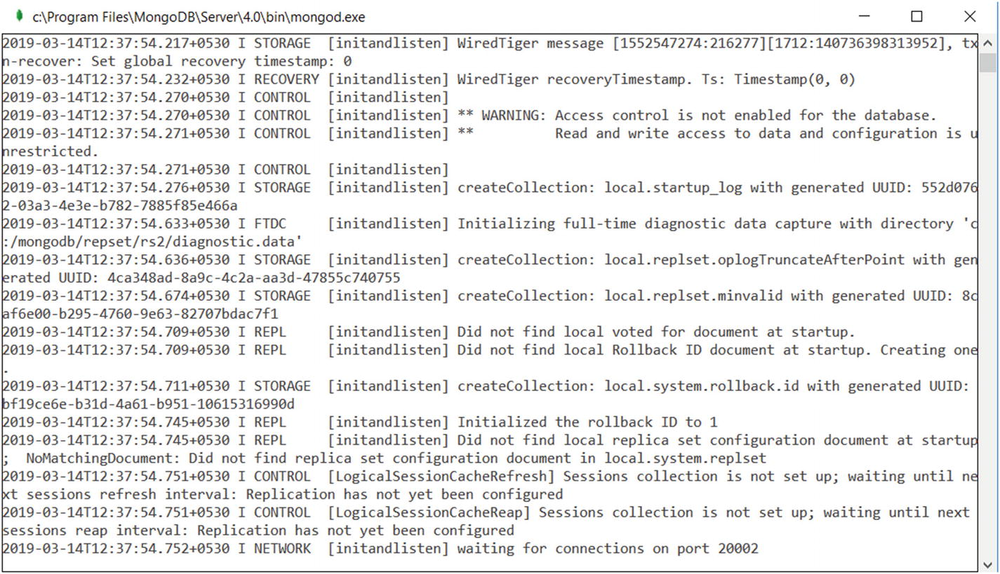 c:\Program Files\MongoDB\Server\4.0\bin\mongod.exe
2019-03-14T12:37:54.217+0530 I STORAGE  [initandlisten] WiredTiger message [1552547274:216277][1712:140736398313952], tx
n-recover: Set global recovery timestamp: 0
2019-03-14T12:37:54.232+0530 I RECOVERY [initandlisten] WiredTiger recoveryTimestamp. Ts: Timestamp(0, 0)
2019-03-14T12:37:54.270+0530 I CONTROL  [initandlisten]
2019-03-14T12:37:54.270+0530 I CONTROL  [initandlisten] ** WARNING: Access control is not enabled for the database.
2019-03-14T12:37:54.271+0530 I CONTROL  [initandlisten] **          Read and write access to data and configuration is u
nrestricted.
2019-03-14T12:37:54.271+0530 I CONTROL  [initandlisten]
2019-03-14T12:37:54.276+0530 I STORAGE  [initandlisten] createCollection: local.startup_log with generated UUID: 552d076
2-03a3-4e3e-b782-7885f85e466a
2019-03-14T12:37:54.633+0530 I FTDC     [initandlisten] Initializing full-time diagnostic data capture with directory 'c
:/mongodb/repset/rs2/diagnostic.data'
2019-03-14T12:37:54.636+0530 I STORAGE  [initandlisten] createCollection: local.replset.oplogTruncateAfterPoint with gen
erated UUID: 4ca348ad-8a9c-4c2a-aa3d-47855c740755
2019-03-14T12:37:54.674+0530 I STORAGE  [initandlisten] createCollection: local.replset.minvalid with generated UUID: 8c
af6e00-b295-4760-9e63-82707bdac7f1
2019-03-14T12:37:54.709+0530 I REPL     [initandlisten] Did not find local voted for document at startup.
2019-03-14T12:37:54.709+0530 I REPL     [initandlisten] Did not find local Rollback ID document at startup. Creating one
.
2019-03-14T12:37:54.711+0530 I STORAGE  [initandlisten] createCollection: local.system.rollback.id with generated UUID:
bf19ce6e-b31d-4a61-b951-10615316990d
2019-03-14T12:37:54.745+0530 I REPL     [initandlisten] Initialized the rollback ID to 1
2019-03-14T12:37:54.745+0530 I REPL     [initandlisten] Did not find local replica set configuration document at startup
;  NoMatchingDocument: Did not find replica set configuration document in local.system.replset
2019-03-14T12:37:54.751+0530 I CONTROL  [LogicalSessionCacheRefresh] Sessions collection is not set up; waiting until ne
xt sessions refresh interval: Replication has not yet been configured
2019-03-14T12:37:54.751+0530 I CONTROL  [LogicalSessionCacheReap] Sessions collection is not set up; waiting until next
sessions reap interval: Replication has not yet been configured
2019-03-14T12:37:54.752+0530 I NETWORK  [initandlisten] waiting for connections on port 20002